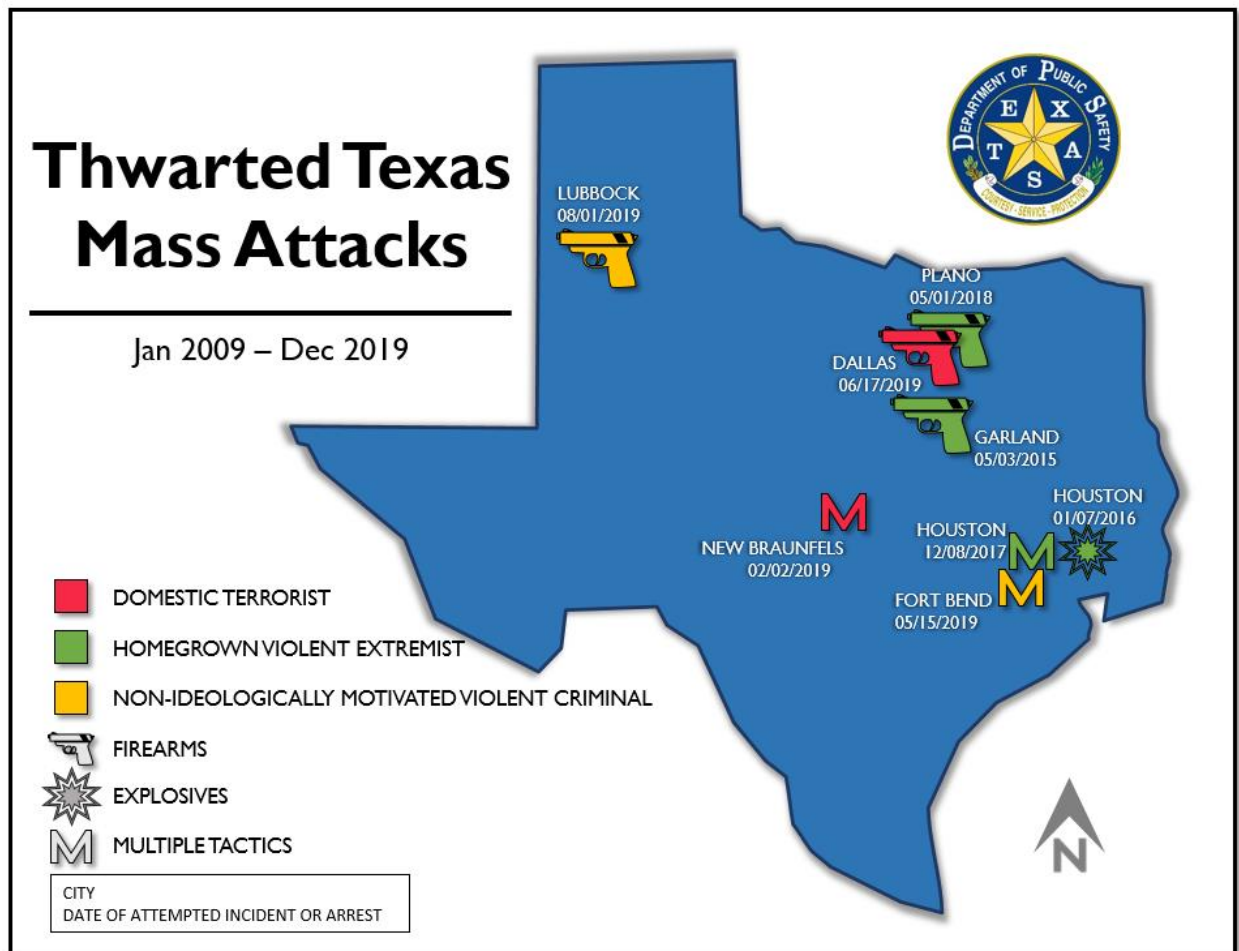 Thwarted Texas
Mass Attacks
Jan 2009 – Dec 2019
DEPARTMENT OF PUBLIC SAFETY
E X
T A
S
COURTESY - SERVICE - PROTECTION
LUBBOCK
08/01/2019
PLANO
05/01/2018
DALLAS
06/17/2019
GARLAND
05/03/2015
HOUSTON
01/07/2016
M
NEW BRAUNFELS
02/02/2019
HOUSTON
12/08/2017
M
M
FORT BEND
05/15/2019
DOMESTIC TERRORIST
HOMEGROWN VIOLENT EXTREMIST
NON-IDEOLOGICALLY MOTIVATED VIOLENT CRIMINAL
FIREARMS
EXPLOSIVES
M MULTIPLE TACTICS
CITY
DATE OF ATTEMPTED INCIDENT OR ARREST
N